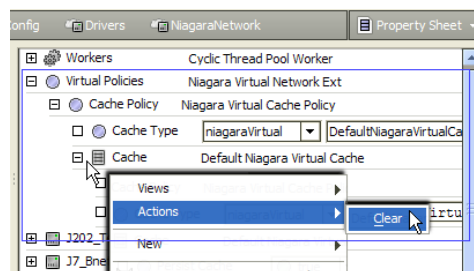 onfig Drivers NiagaraNetwork Property Sheet
Workers Cyclic Thread Pool Worker
Virtual Policies Niagara Virtual Network Ext
Cache Policy Niagara Virtual Cache Policy
Cache Type niagaraVirtual DefaultNiagaraVirtualCa
Cache Default Niagara Virtual Cache
Views
Actions Clear irtu
J202_T New
J7_Bne